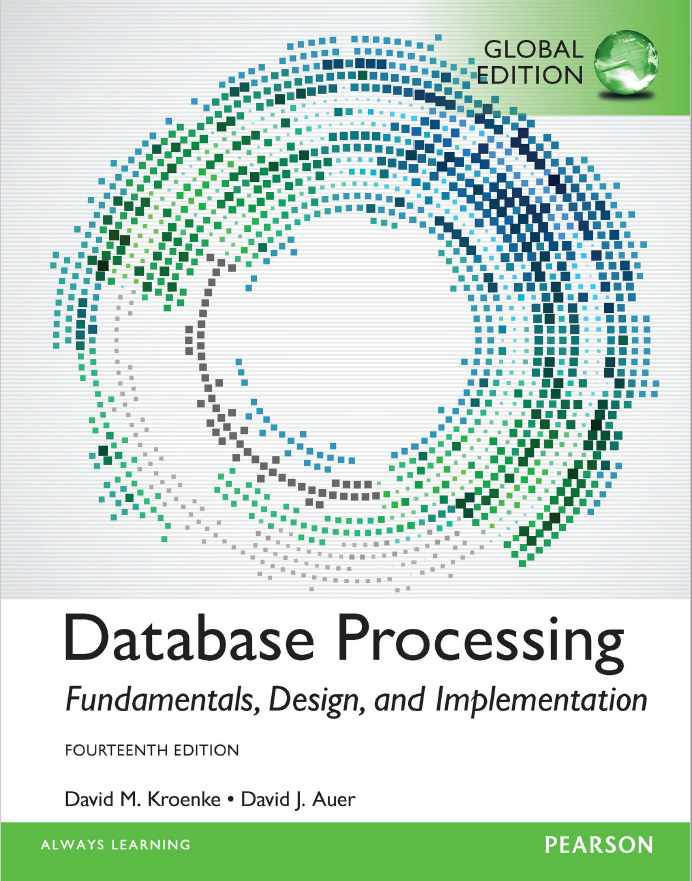 GLOBAL
EDITION
Database Processing
Fundamentals, Design, and Implementation
FOURTEENTH EDITION
David M. Kroenke • David J. Auer
ALWAYS LEARNING
PEARSON